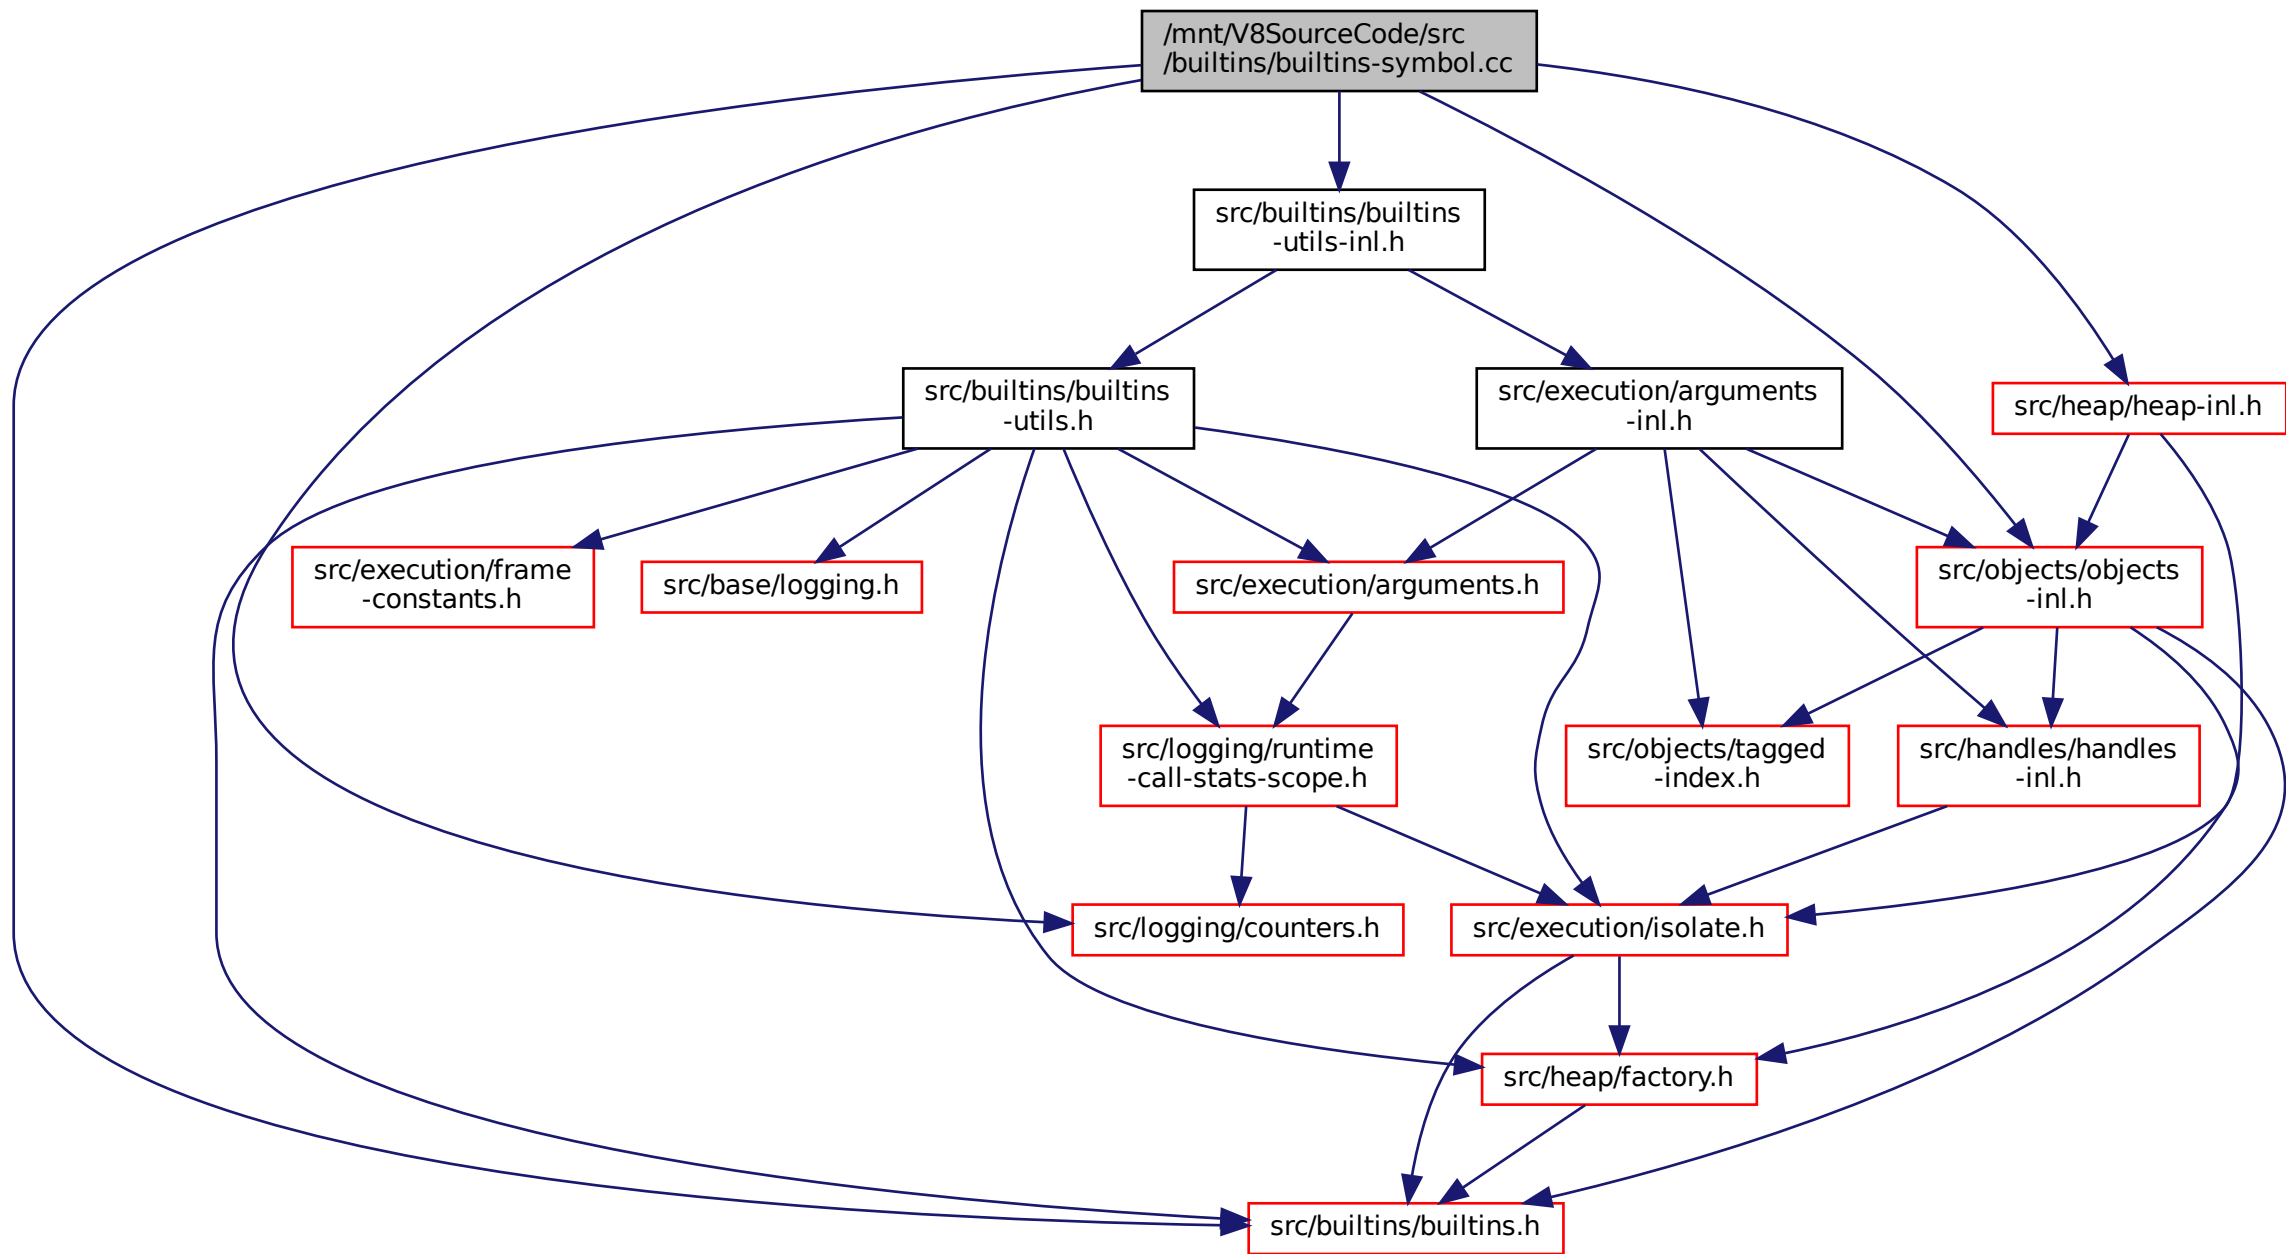 /mnt/V8SourceCode/src
/builtins/builtins-symbol.cc
src/builtins/builtins
-utils-inl.h
src/builtins/builtins
-utils.h
src/execution/arguments
-inl.h
src/heap/heap-inl.h
src/execution/frame
-constants.h
src/base/logging.h
src/execution/arguments.h
src/objects/objects
-inl.h
src/logging/runtime
-call-stats-scope.h
src/objects/tagged
-index.h
src/handles/handles
-inl.h
src/logging/counters.h
src/execution/isolate.h
src/heap/factory.h
src/builtins/builtins.h